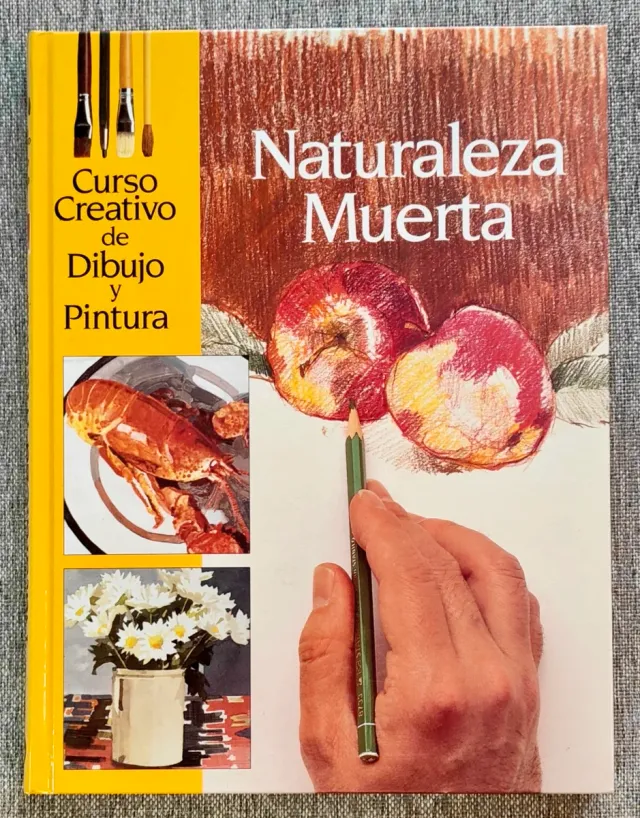 Curso
Creativo
de
Dibujo
y
Pintura
Naturaleza
Muerta